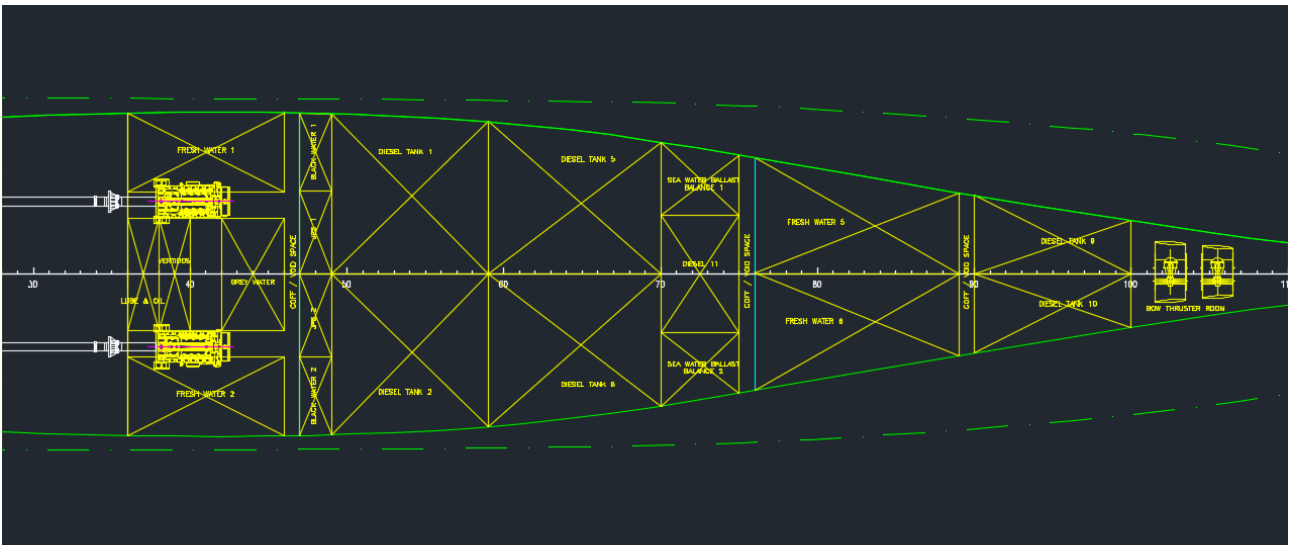 FRESH WATER 1
BLACK WATER 1
DIESEL TANK 1
DIESEL TANK 5
SEA WATER BALLAST
BALANCE 1
FRESH WATER 5
DIESEL TANK 9
VERTIDOS
GREY WATER
LUBE & OIL
COFF / VOID SPACE
DIESEL 11
COFF / VOID SPACE
COFF / VOID SPACE
30
40
50
60
70
80
90
100
BOW THRUSTER ROOM
FRESH WATER 2
BLACK WATER 2
DIESEL TANK 2
DIESEL TANK 6
SEA WATER BALLAST
BALANCE 2
FRESH WATER 6
DIESEL TANK 10